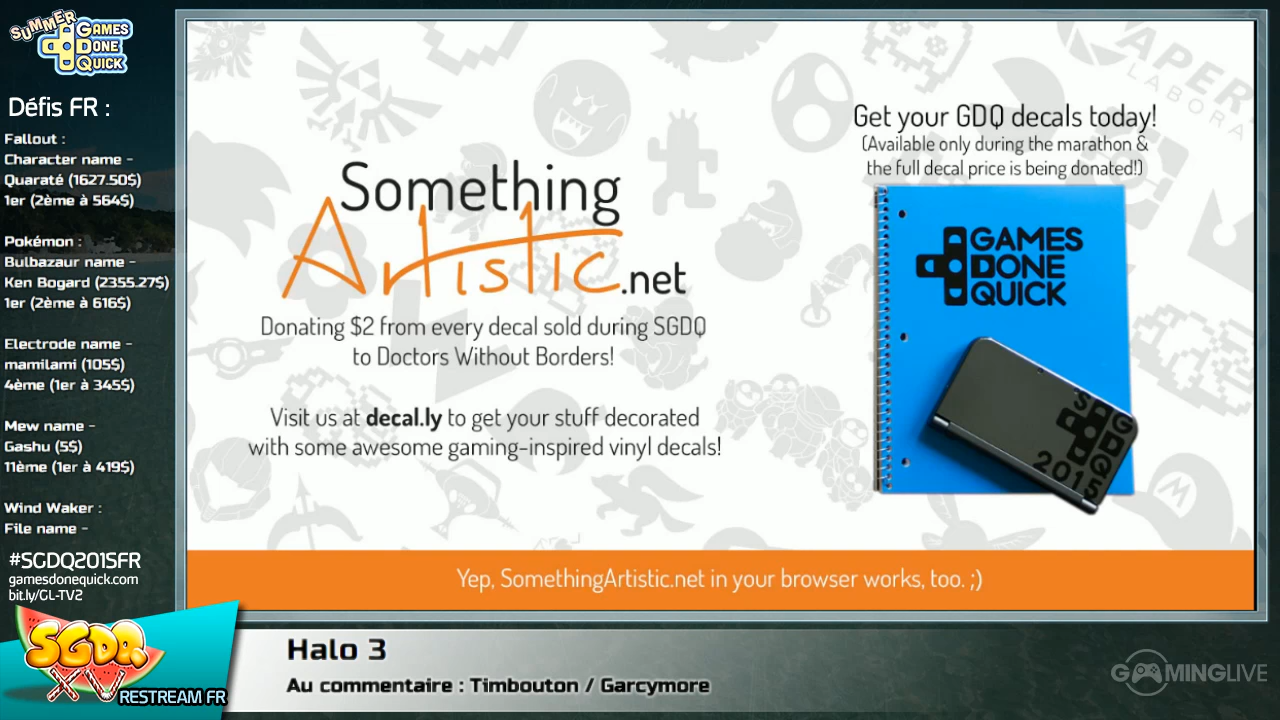 SUMMER
GAMES
DONE
QUICK
Défis FR :
Fallout :
Character name -
Quaraté (1627.50$)
1er (2ème à 564$)
Pokémon :
Bulbazaur name -
Ken Bogard (2355.27$)
1er (2ème à 616$)
Electrode name -
mamilami (105$)
4ème (1er à 345$)
Mew name -
Gashu (5$)
11ème (1er à 419$)
Wind Waker :
File name -
#SGDQ2015FR
gamesdonequick.com
bit.ly/GL-TV2
SGDQ
XV
RESTREAM FR
Something
Artistic.net
Donating $2 from every decal sold during SGDQ
to Doctors Without Borders!
Visit us at decal.ly to get your stuff decorated
with some awesome gaming-inspired vinyl decals!
Get your GDQ decals today!
(Available only during the marathon &
the full decal price is being donated!)
GAMES
DONE
QUICK
SGDQ
2015
Yep, SomethingArtistic.net in your browser works, too. ;)
Halo 3
Au commentaire : Timbouton / Garcymore
GAMINGLIVE